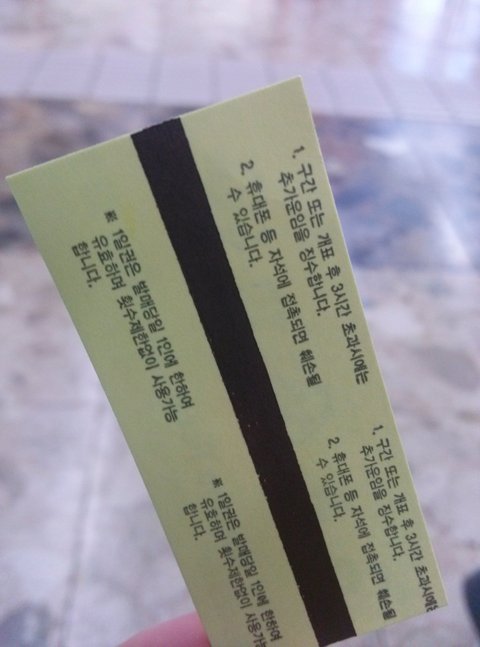 1. 구간 또는 개표 후 3시간 초과시에는
추가운임을 징수합니다.
2. 휴대폰 등 자석에 접촉되면 훼손될
수 있습니다.
※ 1일권은 발매당일 1인에 한하여
유효하며 횟수제한없이 사용가능
합니다.
1. 구간 또는 개표 후 3시간 초과시에
추가운임을 징수합니다.
2. 휴대폰 등 자석에 접촉되면 훼손될
수 있습니다.
※ 1일권은 발매당일 1인에 한하여
유효하며 횟수제한없이 사용가능
합니다.